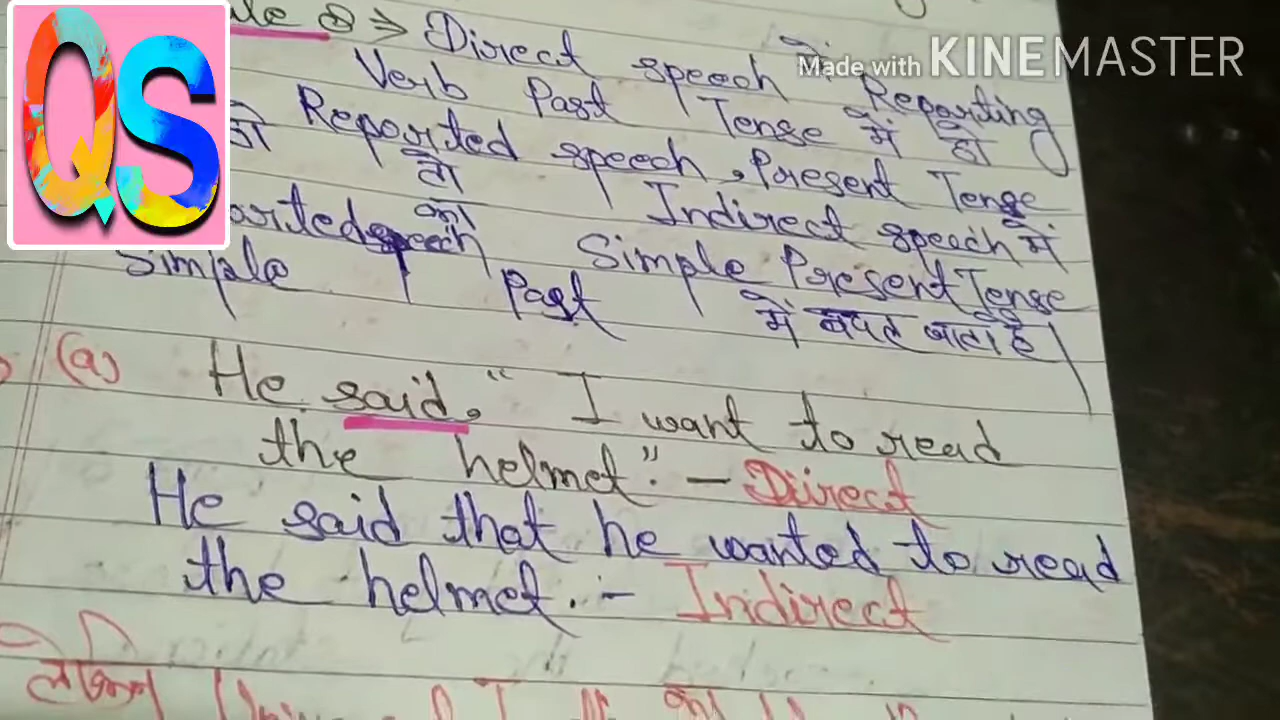 QS
Made with KINEMASTER
Direct speech में Reporting
Verb Past Tense में हो
Reported speech, Present Tense
तो Indirect speech में
को Simple Present Tense
Simple Past में बदल जाता है
(a) He said, " I want to read
the helmet". - Direct
He said that he wanted to read
the helmet. - Indirect
लेकिन